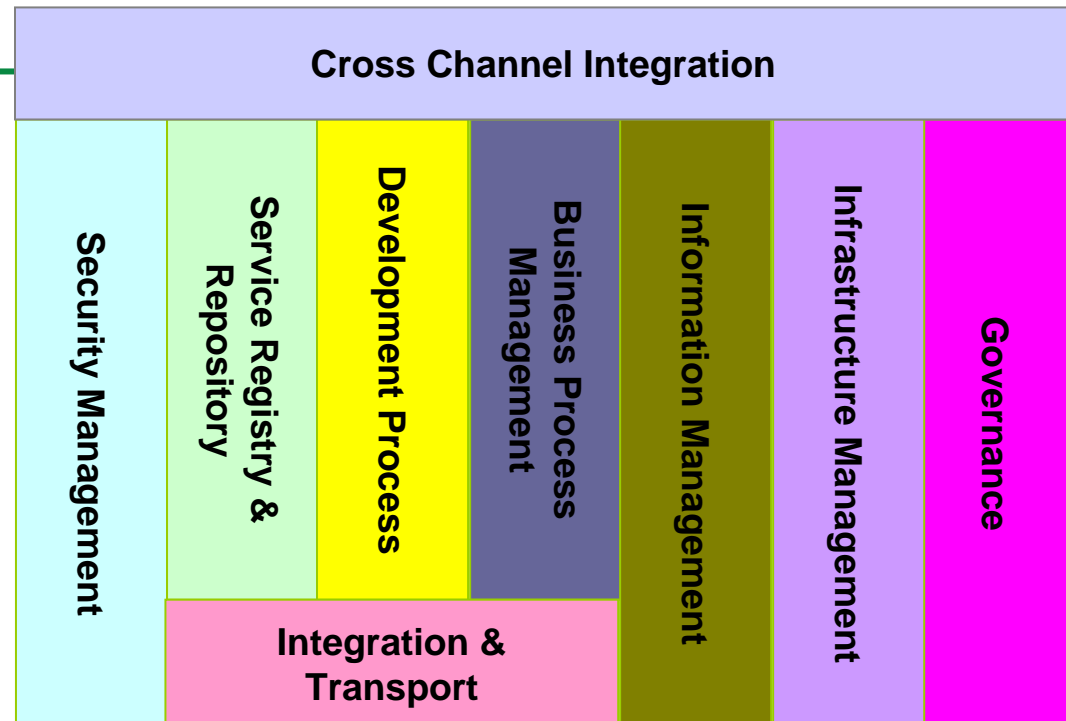 Cross Channel Integration
Security Management
Service Registry &
Repository
Development Process
Business Process
Management
Information Management
Infrastructure Management
Governance
Integration &
Transport